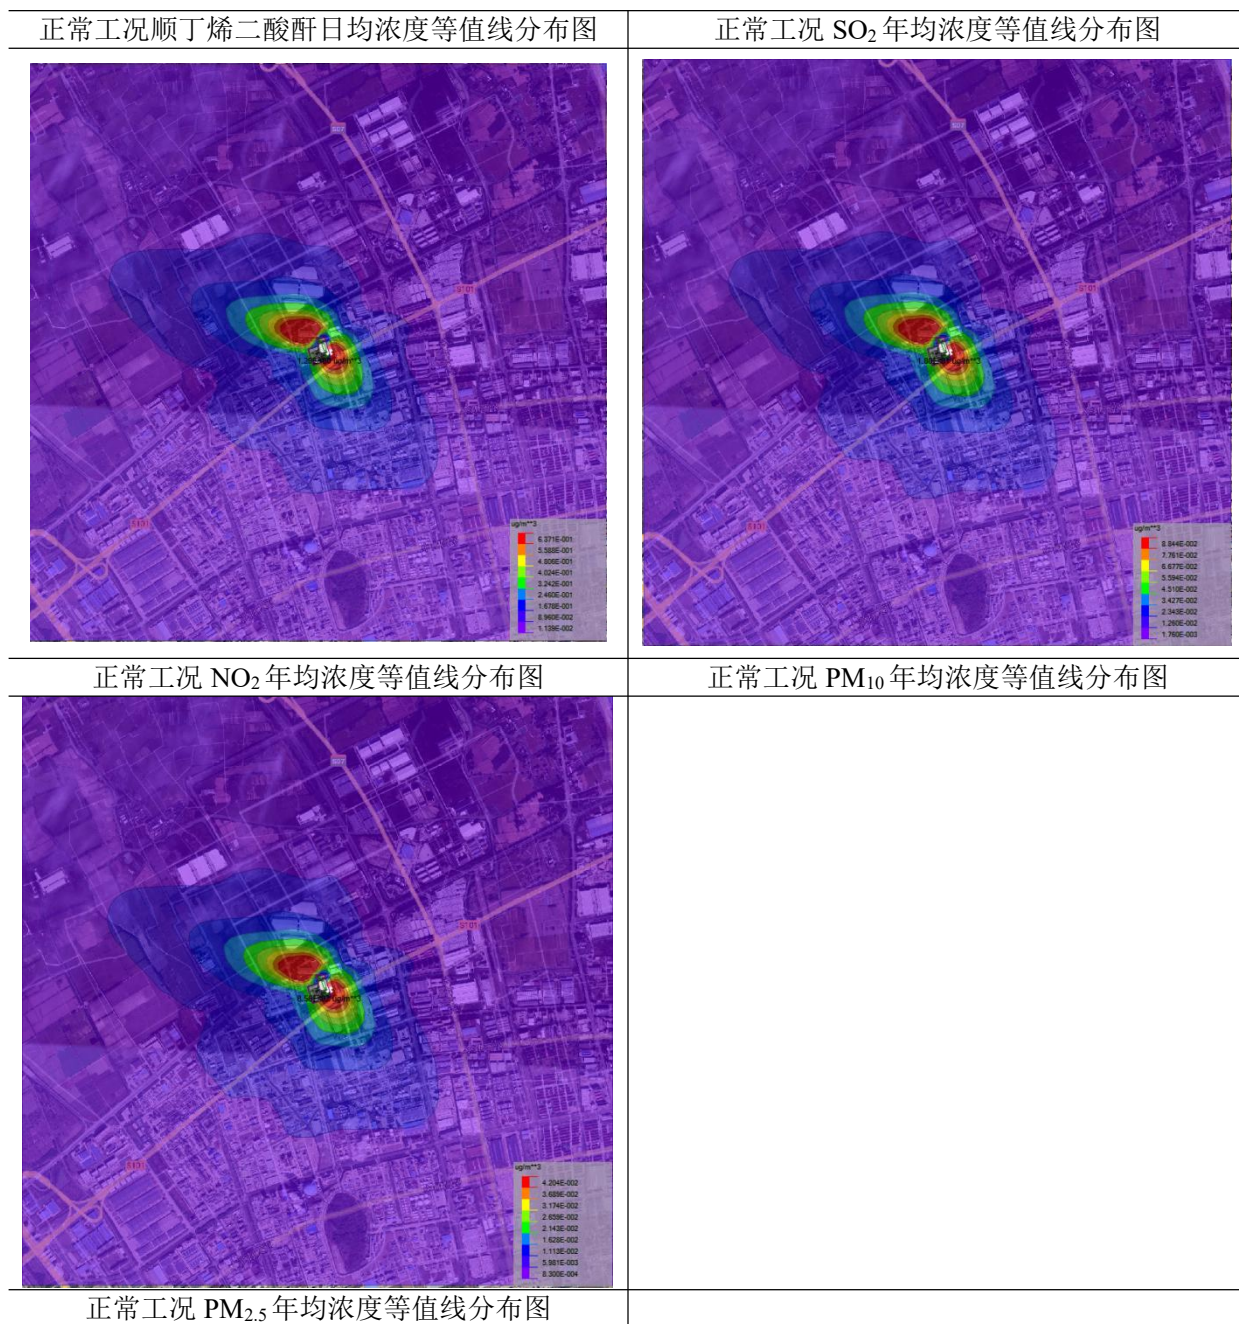 正常工况顺丁烯二酸酐日均浓度等值线分布图
正常工况 SO₂ 年均浓度等值线分布图
S101
S101
ug/m**3
6.371E-001
5.588E-001
4.806E-001
4.024E-001
3.242E-001
2.460E-001
1.678E-001
8.960E-002
1.139E-002
S101
S101
ug/m**3
8.844E-002
7.761E-002
6.677E-002
5.594E-002
4.510E-002
3.427E-002
2.343E-002
1.260E-002
1.760E-003
正常工况 NO₂ 年均浓度等值线分布图
正常工况 PM₁₀ 年均浓度等值线分布图
S101
S101
ug/m**3
4.204E-002
3.689E-002
3.174E-002
2.659E-002
2.143E-002
1.628E-002
1.113E-002
5.981E-003
8.300E-004
正常工况 PM₂.₅ 年均浓度等值线分布图